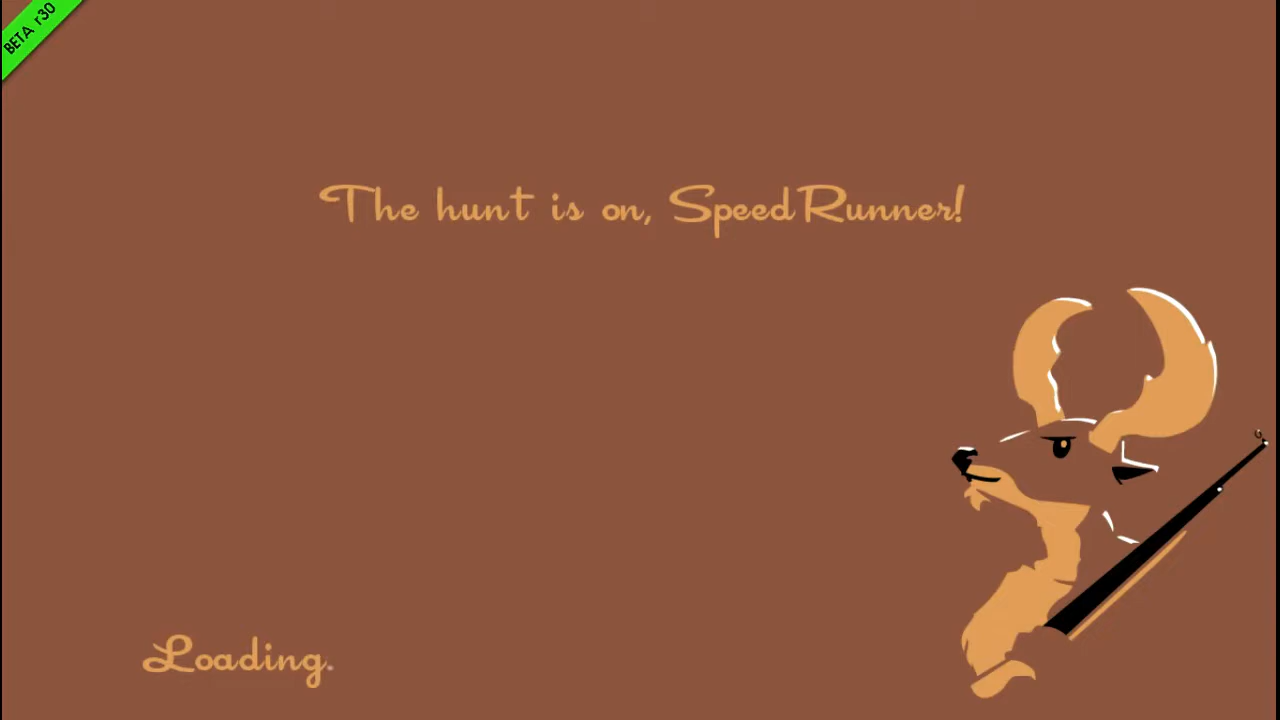 BETA r30
The hunt is on, SpeedRunner!
Loading.